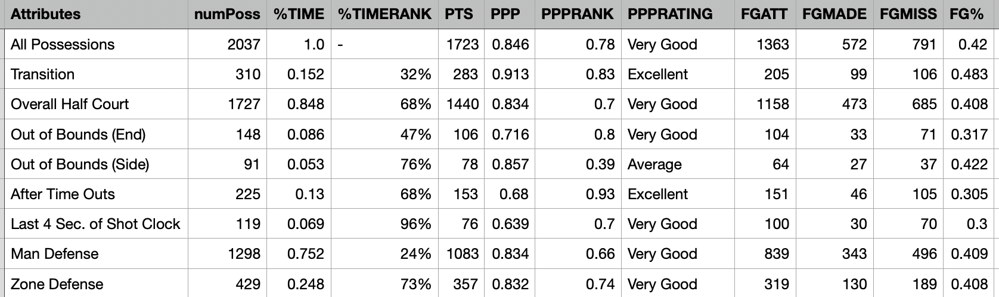 Attributes numPoss %TIME %TIMERANK PTS PPP PPPRANK PPPRATING FGATT FGMADE FGMISS FG%
All Possessions 2037 1.0 - 1723 0.846 0.78 Very Good 1363 572 791 0.42
Transition 310 0.152 32% 283 0.913 0.83 Excellent 205 99 106 0.483
Overall Half Court 1727 0.848 68% 1440 0.834 0.7 Very Good 1158 473 685 0.408
Out of Bounds (End) 148 0.086 47% 106 0.716 0.8 Very Good 104 33 71 0.317
Out of Bounds (Side) 91 0.053 76% 78 0.857 0.39 Average 64 27 37 0.422
After Time Outs 225 0.13 68% 153 0.68 0.93 Excellent 151 46 105 0.305
Last 4 Sec. of Shot Clock 119 0.069 96% 76 0.639 0.7 Very Good 100 30 70 0.3
Man Defense 1298 0.752 24% 1083 0.834 0.66 Very Good 839 343 496 0.409
Zone Defense 429 0.248 73% 357 0.832 0.74 Very Good 319 130 189 0.408